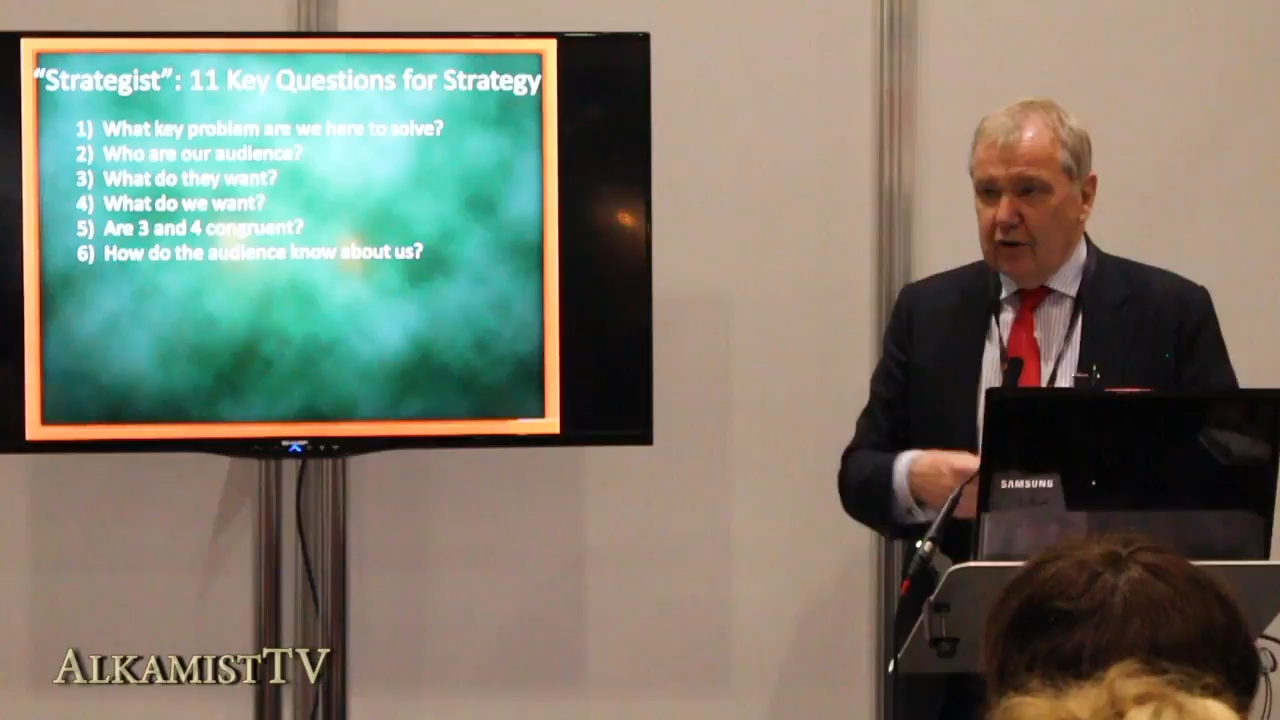 “Strategist”: 11 Key Questions for Strategy
1) What key problem are we here to solve?
2) Who are our audience?
3) What do they want?
4) What do we want?
5) Are 3 and 4 congruent?
6) How do the audience know about us?
SHARP
SAMSUNG
ALKAMISTTV